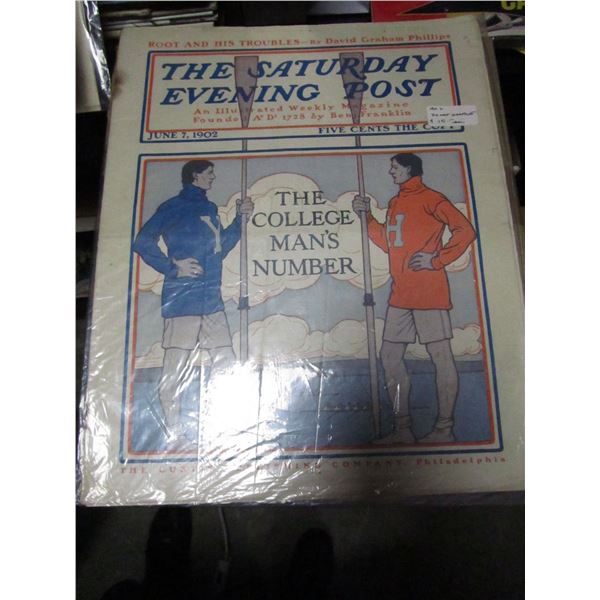 ROOT AND HIS TROUBLES—By David Graham Phillips
THE SATURDAY
EVENING POST
An Illustrated Weekly Magazine
Founded A.D. 1728 by Benj. Franklin
JUNE 7, 1902
FIVE CENTS THE COPY
THE
COLLEGE
MAN'S
NUMBER
Y
H
THE CURTIS PUBLISHING COMPANY, Philadelphia